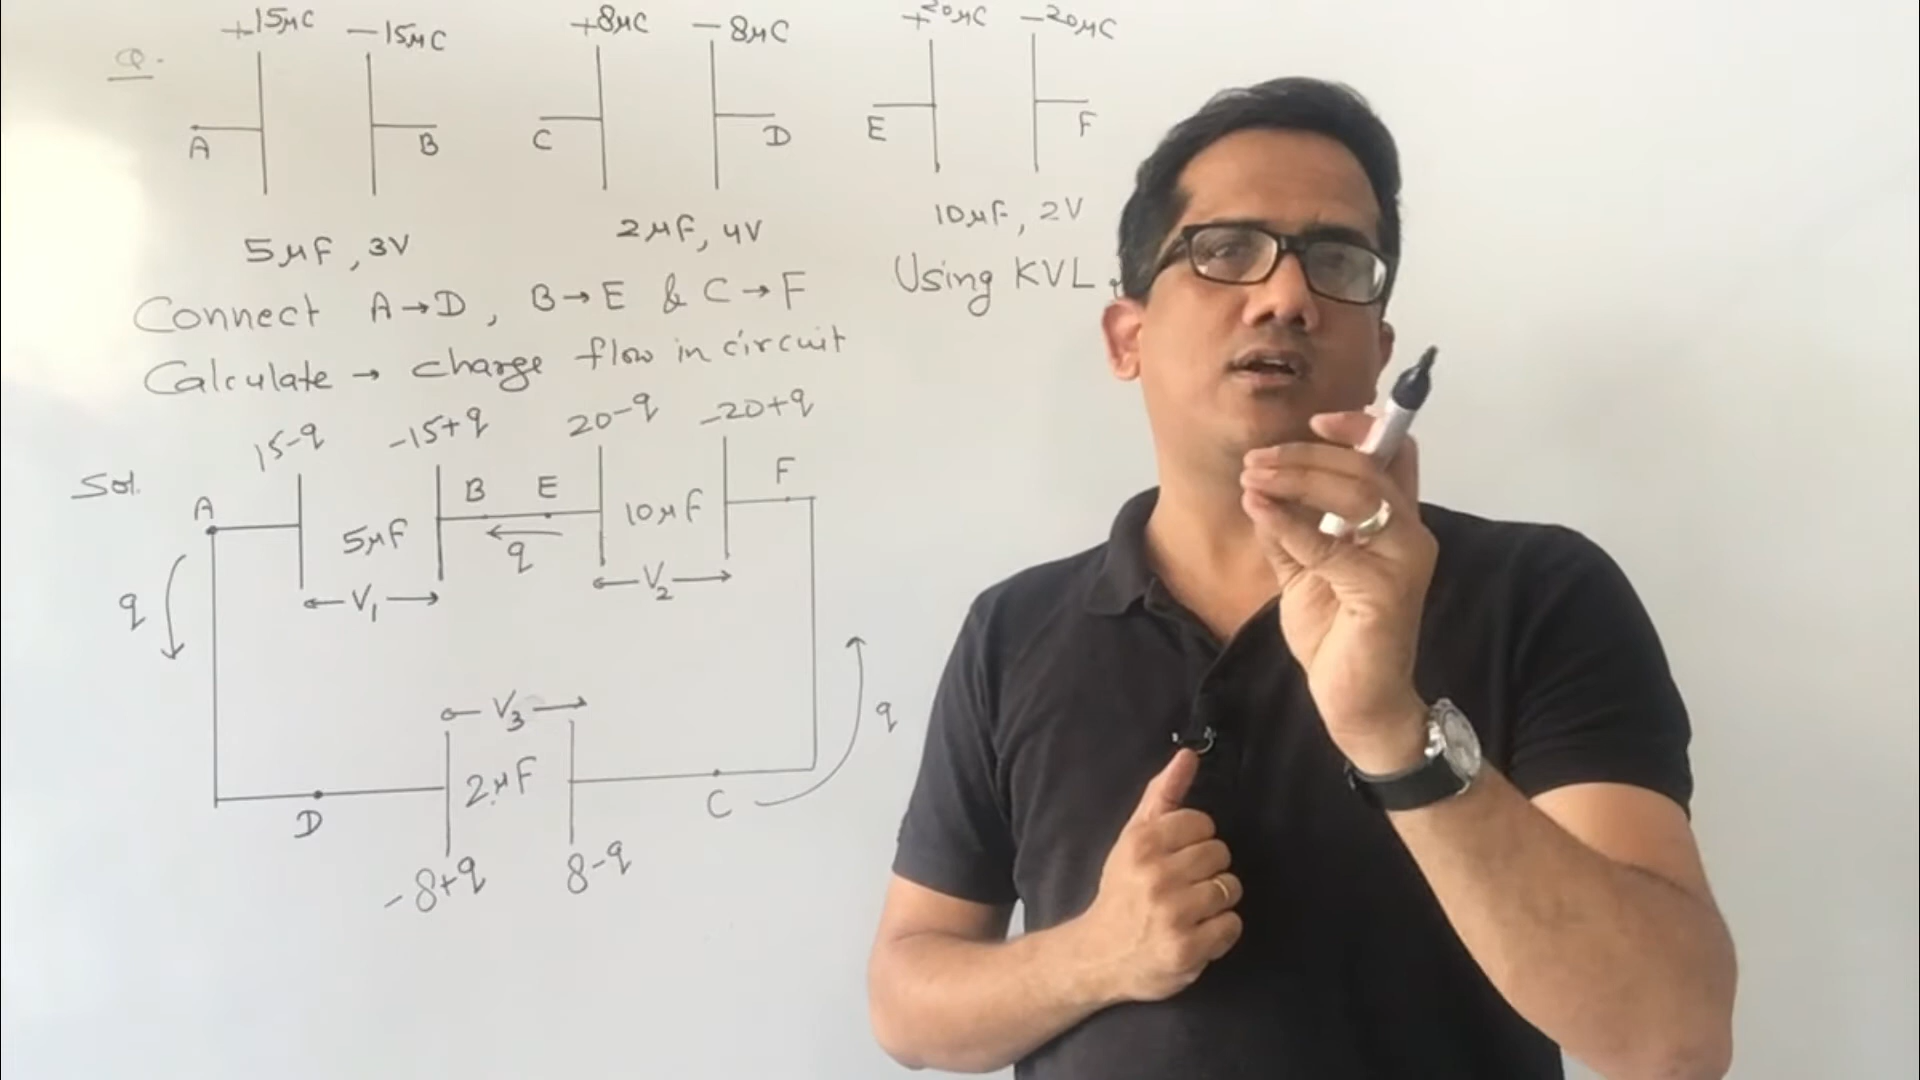 Q.
+15μC -15μC +8μC -8μC +20μC -20μC
A B C D E F
5μF, 3V 2μF, 4V 10μF, 2V
Connect A→D, B→E & C→F
Calculate → charge flow in circuit
Using KVL
Sol.
15-q -15+q 20-q -20+q
A 5μF B E 10μF F
q
q
V₁ V₂
V₃
q
D 2μF C
-8+q 8-q